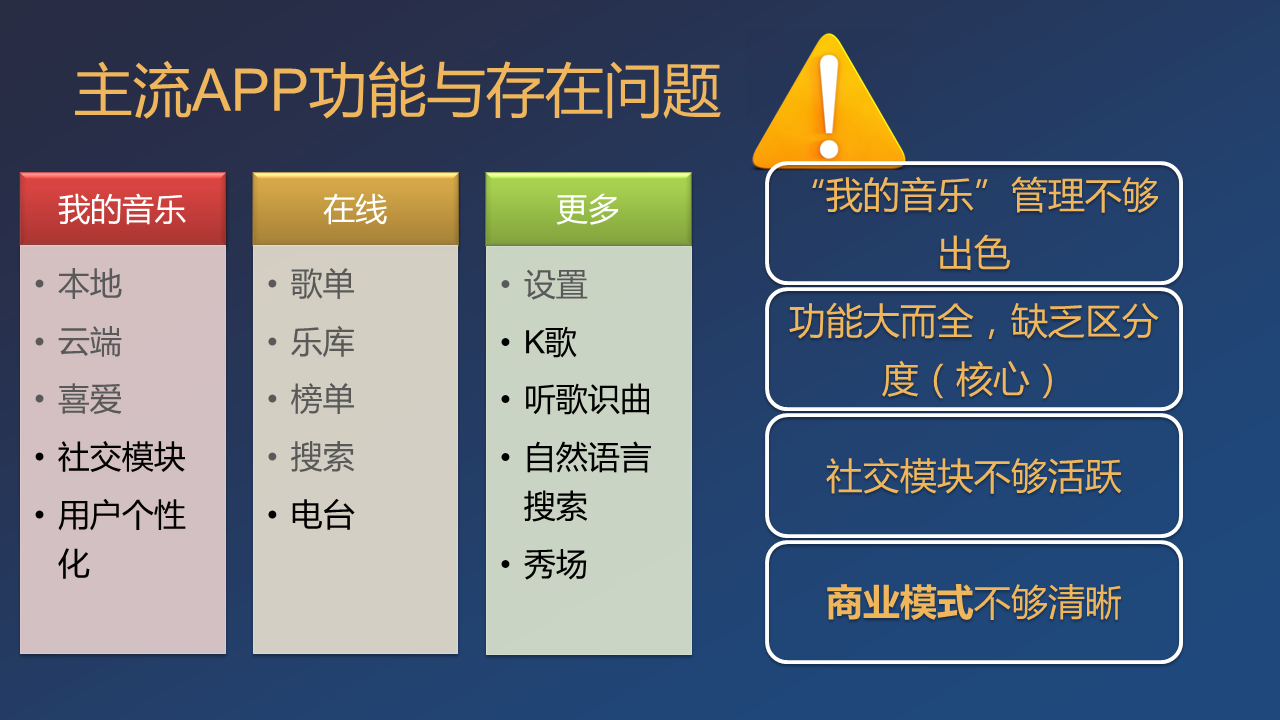 主流APP功能与存在问题
我的音乐
• 本地
• 云端
• 喜爱
• 社交模块
• 用户个性
化
在线
• 歌单
• 乐库
• 榜单
• 搜索
• 电台
更多
• 设置
• K歌
• 听歌识曲
• 自然语言
搜索
• 秀场
“我的音乐”管理不够
出色
功能大而全，缺乏区分
度（核心）
社交模块不够活跃
商业模式不够清晰